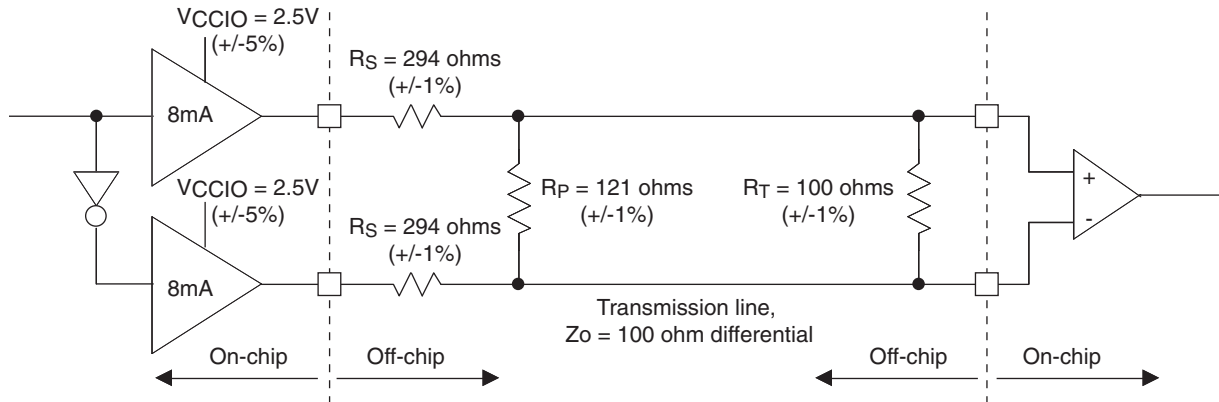 VCCIO = 2.5V
(+/-5%)
8mA
RS = 294 ohms
(+/-1%)
VCCIO = 2.5V
(+/-5%)
8mA
RS = 294 ohms
(+/-1%)
RP = 121 ohms
(+/-1%)
RT = 100 ohms
(+/-1%)
+
-
Transmission line,
Zo = 100 ohm differential
On-chip
Off-chip
Off-chip
On-chip